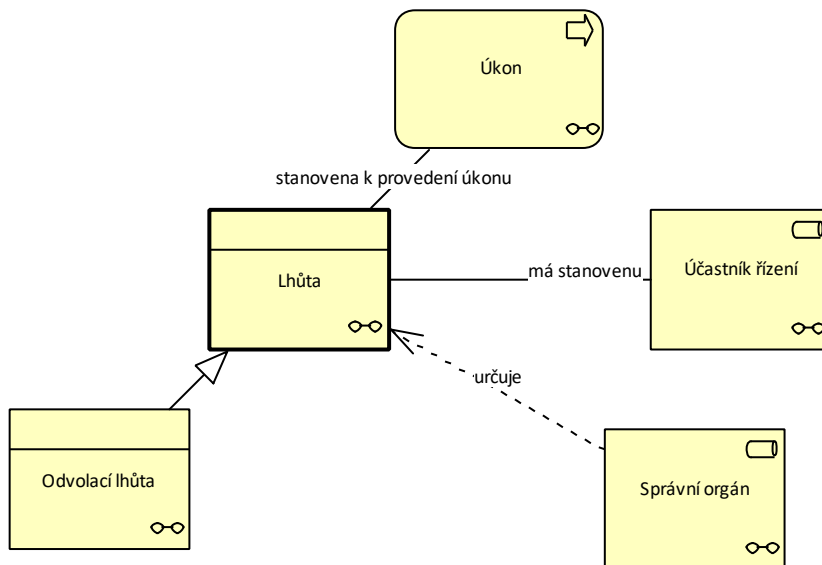 Úkon
stanovena k provedení úkonu
Lhůta
má stanovenu
Účastník řízení
určuje
Odvolací lhůta
Správní orgán